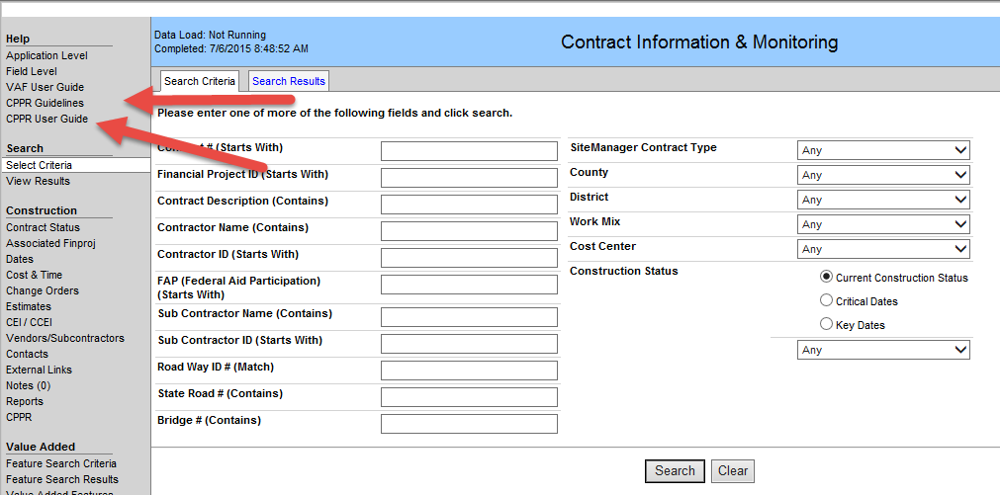 Help
Application Level
Field Level
VAF User Guide
CPPR Guidelines
CPPR User Guide
Search
Select Criteria
View Results
Construction
Contract Status
Associated Finproj
Dates
Cost & Time
Change Orders
Estimates
CEI / CCEI
Vendors/Subcontractors
Contacts
External Links
Notes (0)
Reports
CPPR
Value Added
Feature Search Criteria
Feature Search Results
Value Added Features
Data Load: Not Running
Completed: 7/6/2015 8:48:52 AM
Contract Information & Monitoring
Search Criteria
Search Results
Please enter one of more of the following fields and click search.
Contract # (Starts With)
Financial Project ID (Starts With)
Contract Description (Contains)
Contractor Name (Contains)
Contractor ID (Starts With)
FAP (Federal Aid Participation)
(Starts With)
Sub Contractor Name (Contains)
Sub Contractor ID (Starts With)
Road Way ID # (Match)
State Road # (Contains)
Bridge # (Contains)
SiteManager Contract Type Any
County Any
District Any
Work Mix Any
Cost Center Any
Construction Status
Current Construction Status
Critical Dates
Key Dates
Any
Search
Clear